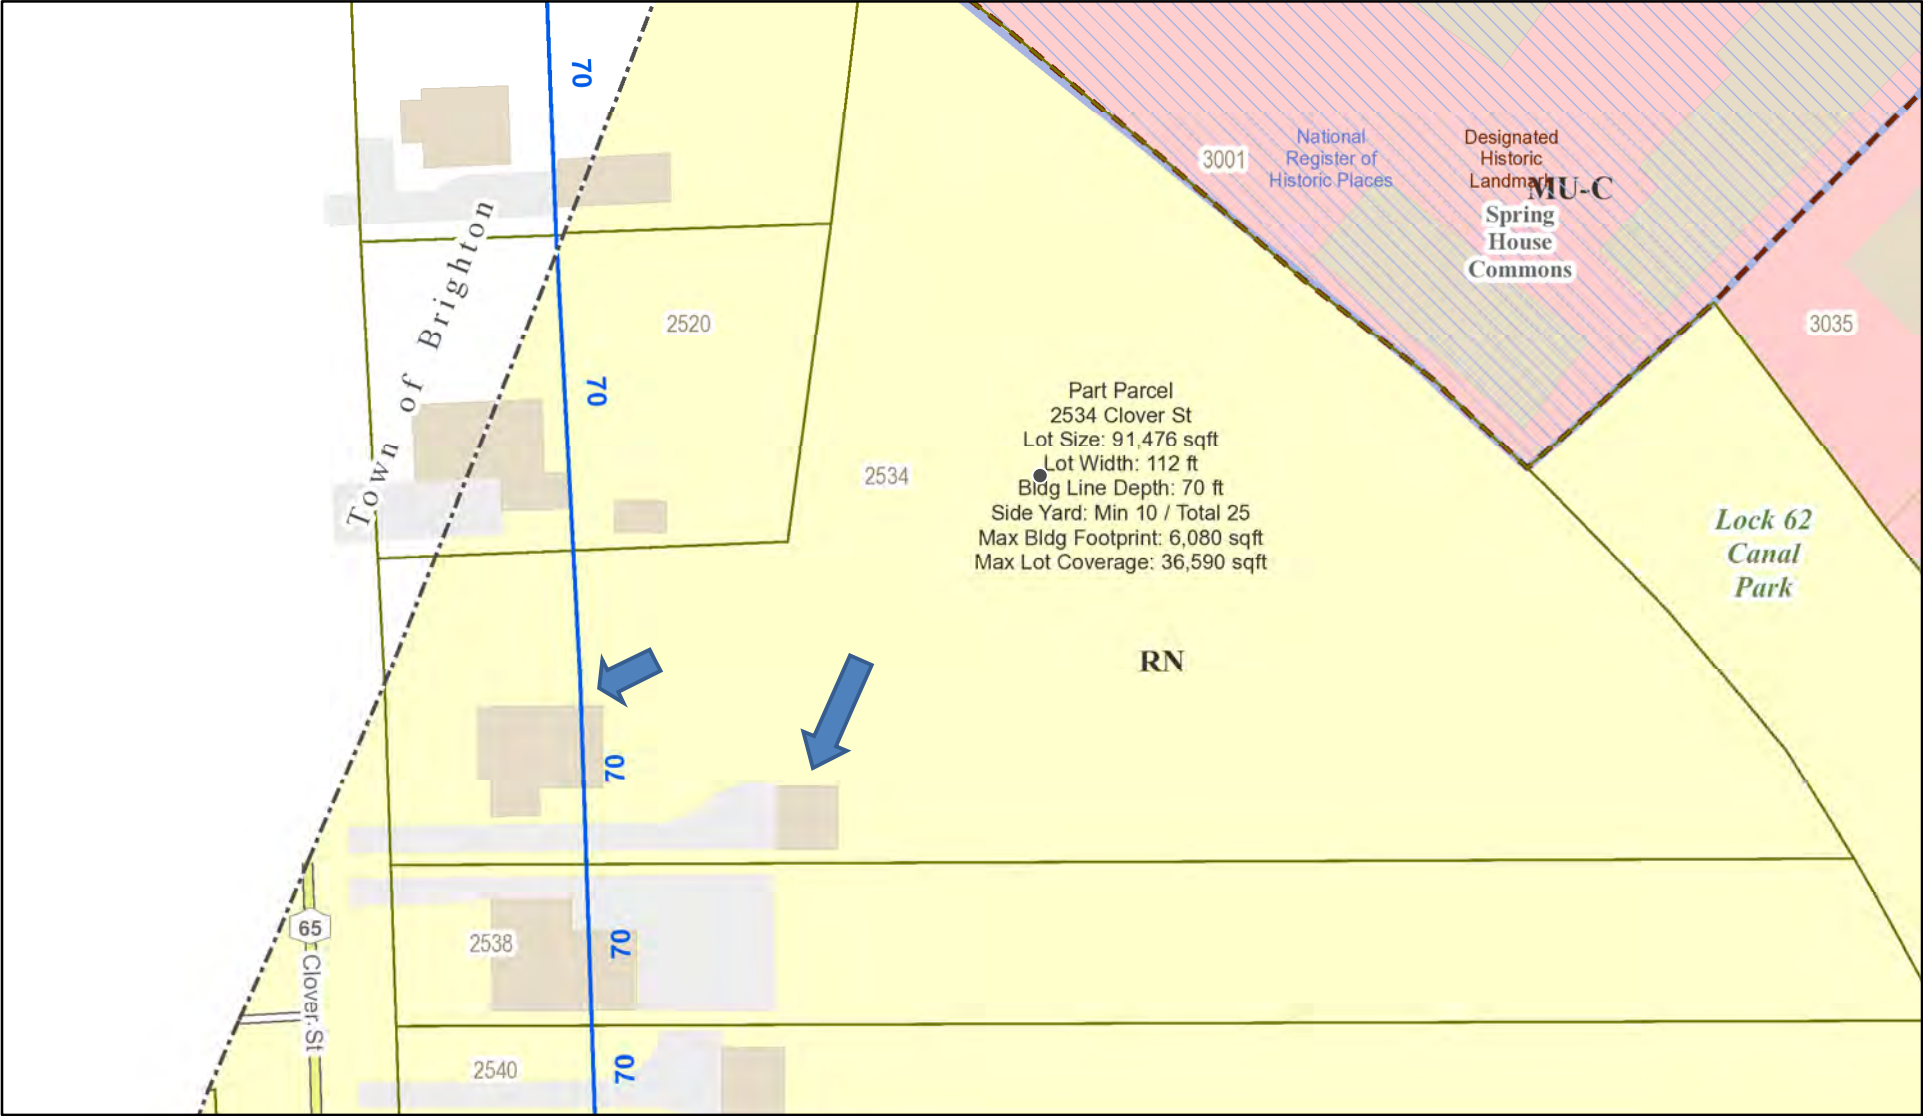 70
National
Register of
Historic Places
Designated
Historic
Landmark
3001
MU-C
Spring
House
Commons
Town of Brighton
2520
3035
70
Part Parcel
2534 Clover St
Lot Size: 91,476 sqft
Lot Width: 112 ft
Bldg Line Depth: 70 ft
Side Yard: Min 10 / Total 25
Max Bldg Footprint: 6,080 sqft
Max Lot Coverage: 36,590 sqft
2534
Lock 62
Canal
Park
RN
70
65
Clover St
2538
70
2540
70